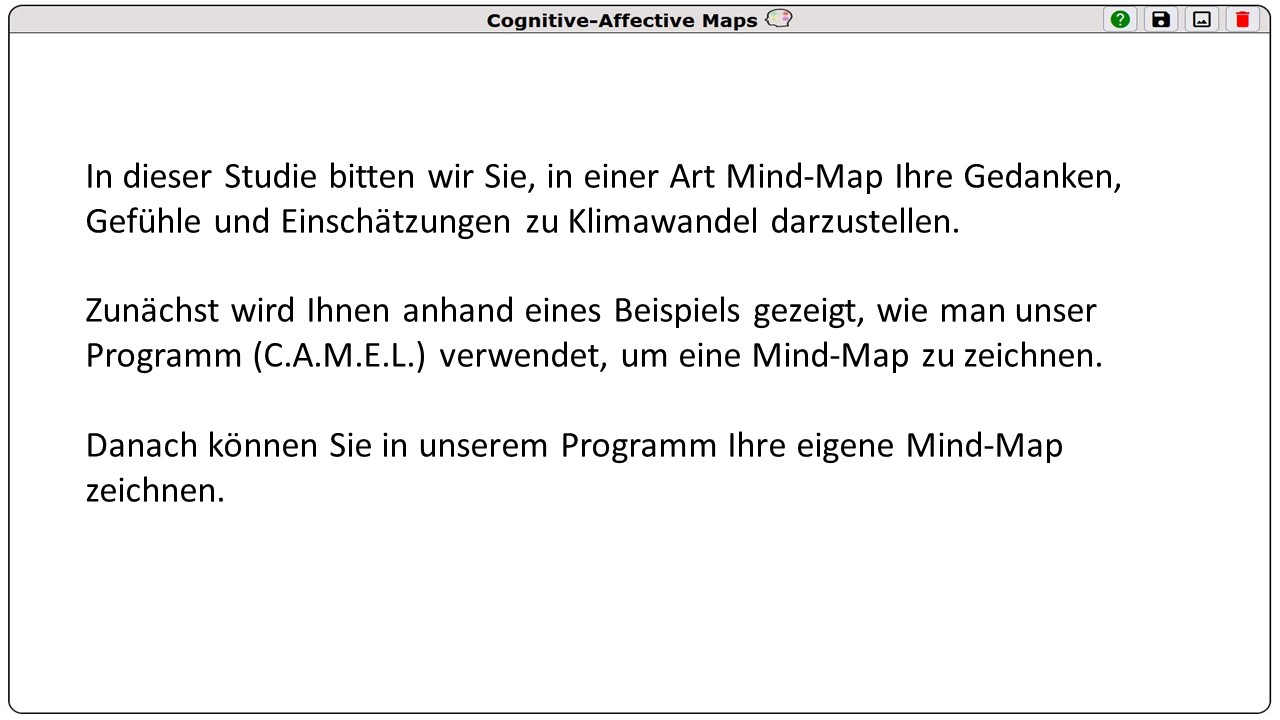 Cognitive-Affective Maps
In dieser Studie bitten wir Sie, in einer Art Mind-Map Ihre Gedanken,
Gefühle und Einschätzungen zu Klimawandel darzustellen.
Zunächst wird Ihnen anhand eines Beispiels gezeigt, wie man unser
Programm (C.A.M.E.L.) verwendet, um eine Mind-Map zu zeichnen.
Danach können Sie in unserem Programm Ihre eigene Mind-Map
zeichnen.